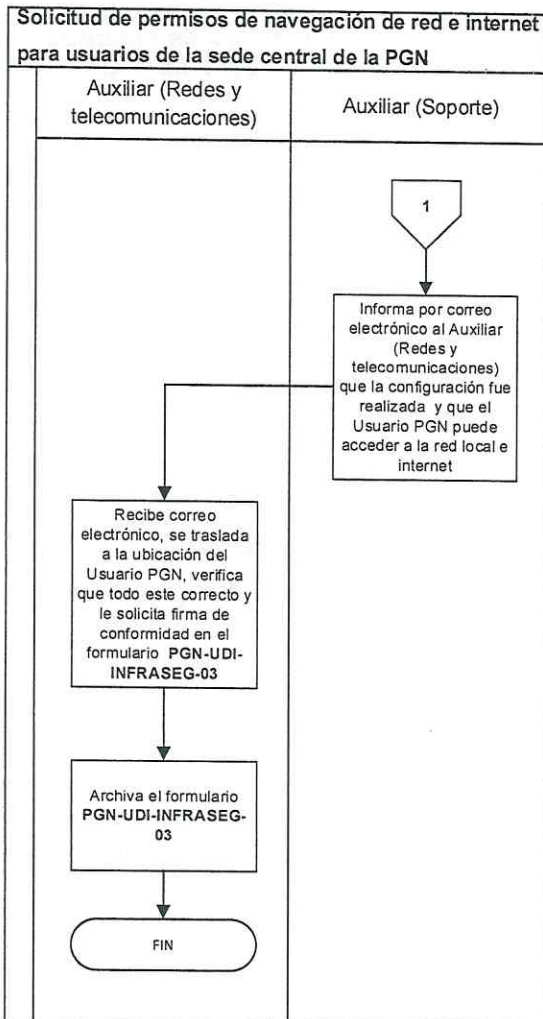 Solicitud de permisos de navegación de red e internet
para usuarios de la sede central de la PGN
Auxiliar (Redes y
telecomunicaciones)
Auxiliar (Soporte)
1
Informa por correo
electrónico al Auxiliar
(Redes y
telecomunicaciones)
que la configuración fue
realizada y que el
Usuario PGN puede
acceder a la red local e
internet
Recibe correo
electrónico, se traslada
a la ubicación del
Usuario PGN, verifica
que todo este correcto y
le solicita firma de
conformidad en el
formulario PGN-UDI-
INFRASEG-03
Archiva el formulario
PGN-UDI-INFRASEG-
03
FIN